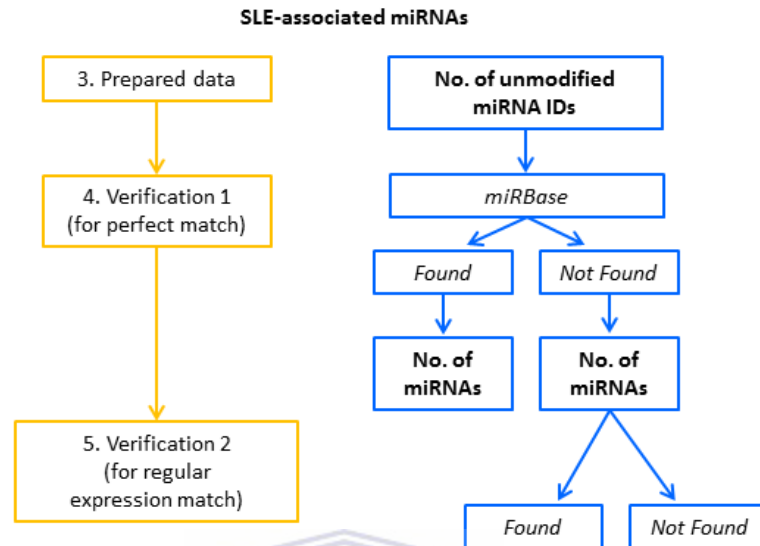 SLE-associated miRNAs
3. Prepared data
No. of unmodified
miRNA IDs
4. Verification 1
(for perfect match)
miRBase
Found
Not Found
No. of
miRNAs
No. of
miRNAs
5. Verification 2
(for regular
expression match)
Found
Not Found